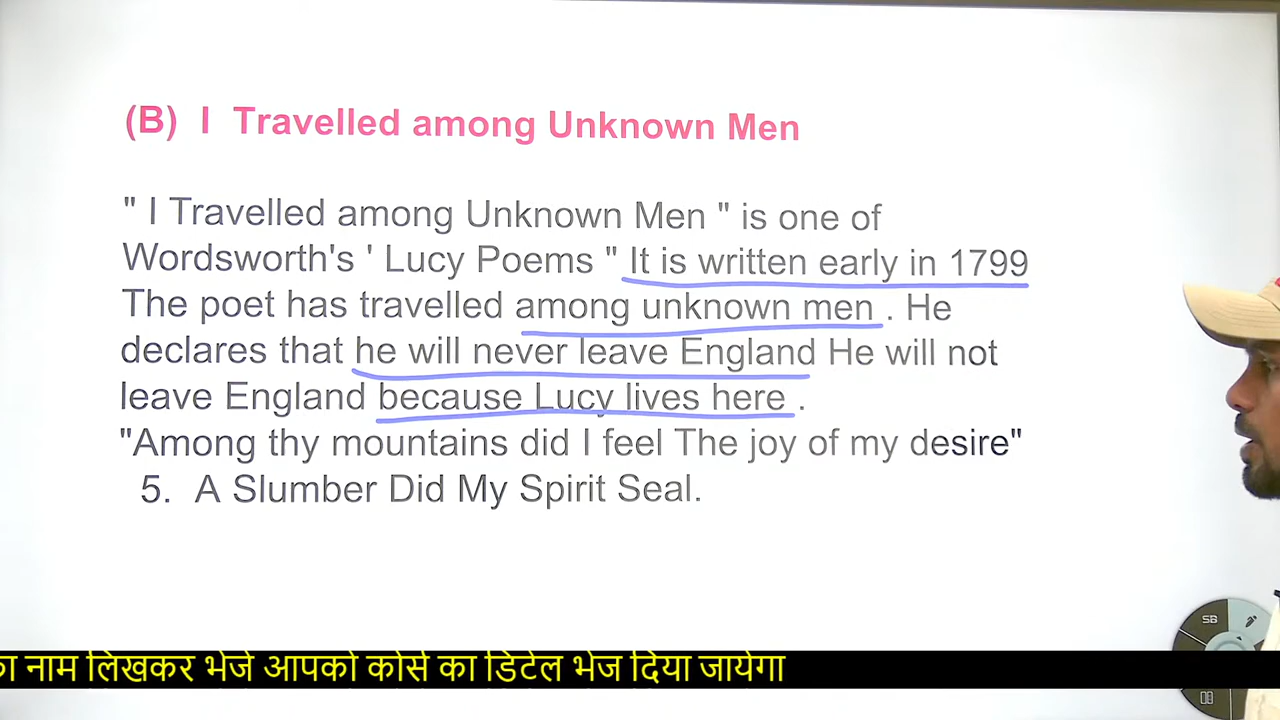 (B) I Travelled among Unknown Men
" I Travelled among Unknown Men " is one of
Wordsworth's ' Lucy Poems " It is written early in 1799
The poet has travelled among unknown men . He
declares that he will never leave England He will not
leave England because Lucy lives here .
"Among thy mountains did I feel The joy of my desire"
5. A Slumber Did My Spirit Seal.
SB
का नाम लिखकर भेजे आपको कोर्स का डिटेल भेज दिया जायेगा